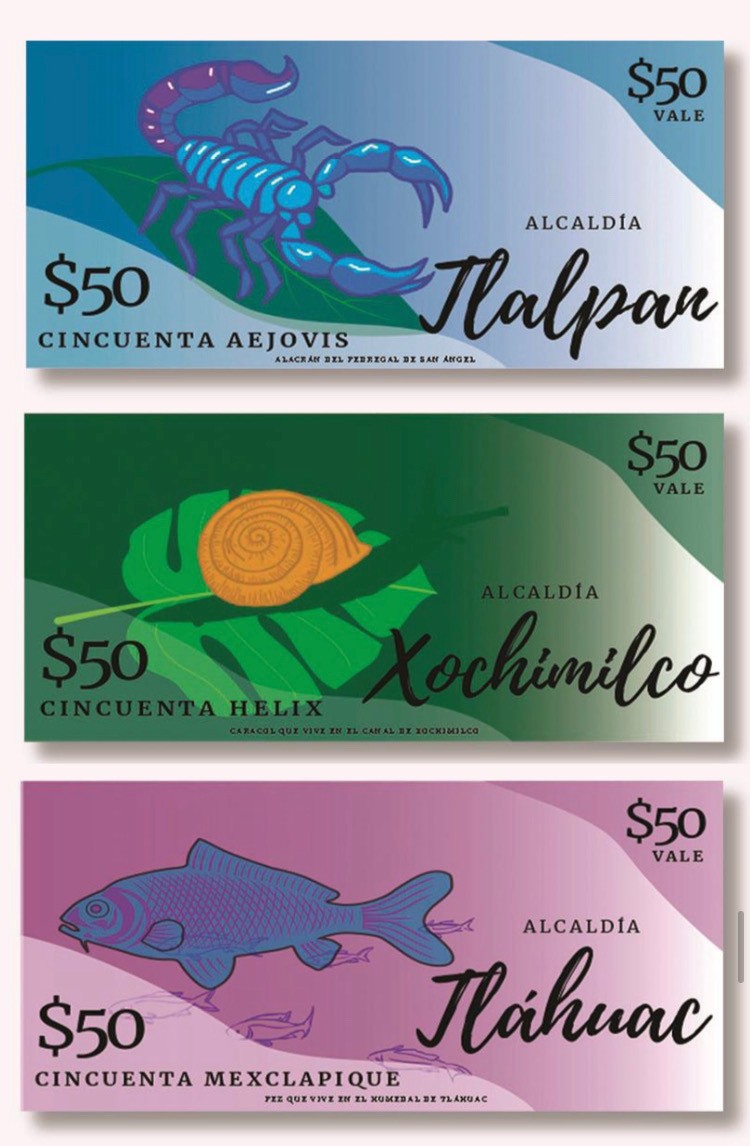 $50
VALE
ALCALDÍA
Tlalpan
$50
CINCUENTA AEJOVIS
ALACRÁN DEL PEDREGAL DE SAN ÁNGEL
$50
VALE
ALCALDÍA
Xochimilco
$50
CINCUENTA HELIX
CARACOL QUE VIVE EN EL CANAL DE XOCHIMILCO
$50
VALE
ALCALDÍA
Tláhuac
$50
CINCUENTA MEXCLAPIQUE
PEZ QUE VIVE EN EL HUMEDAL DE TLÁHUAC